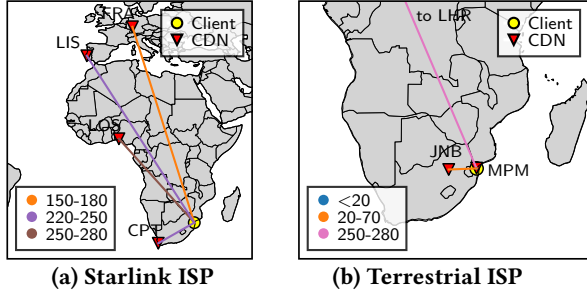 FRA
Client
CDN
LIS
LOS
150-180
220-250
250-280
CPT
(a) Starlink ISP
to LHR
Client
CDN
JNB
MPM
<20
20-70
250-280
(b) Terrestrial ISP